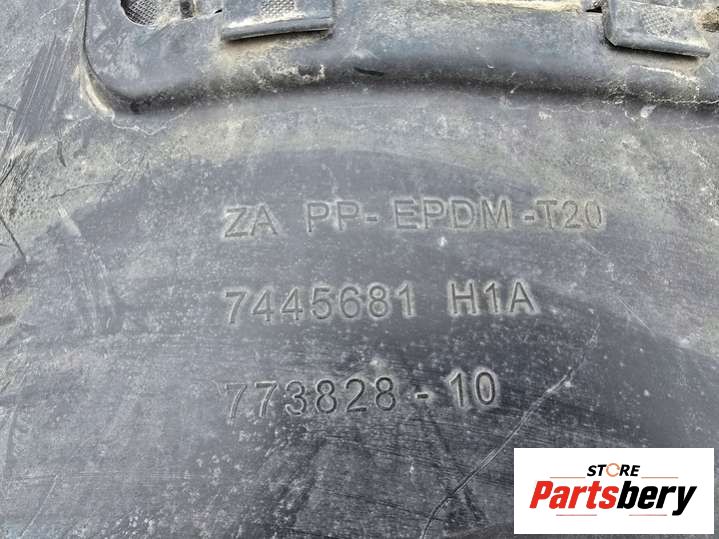 ZA PP-EPDM-T20
7445681 H1A
773828-10
STORE
Partsbery